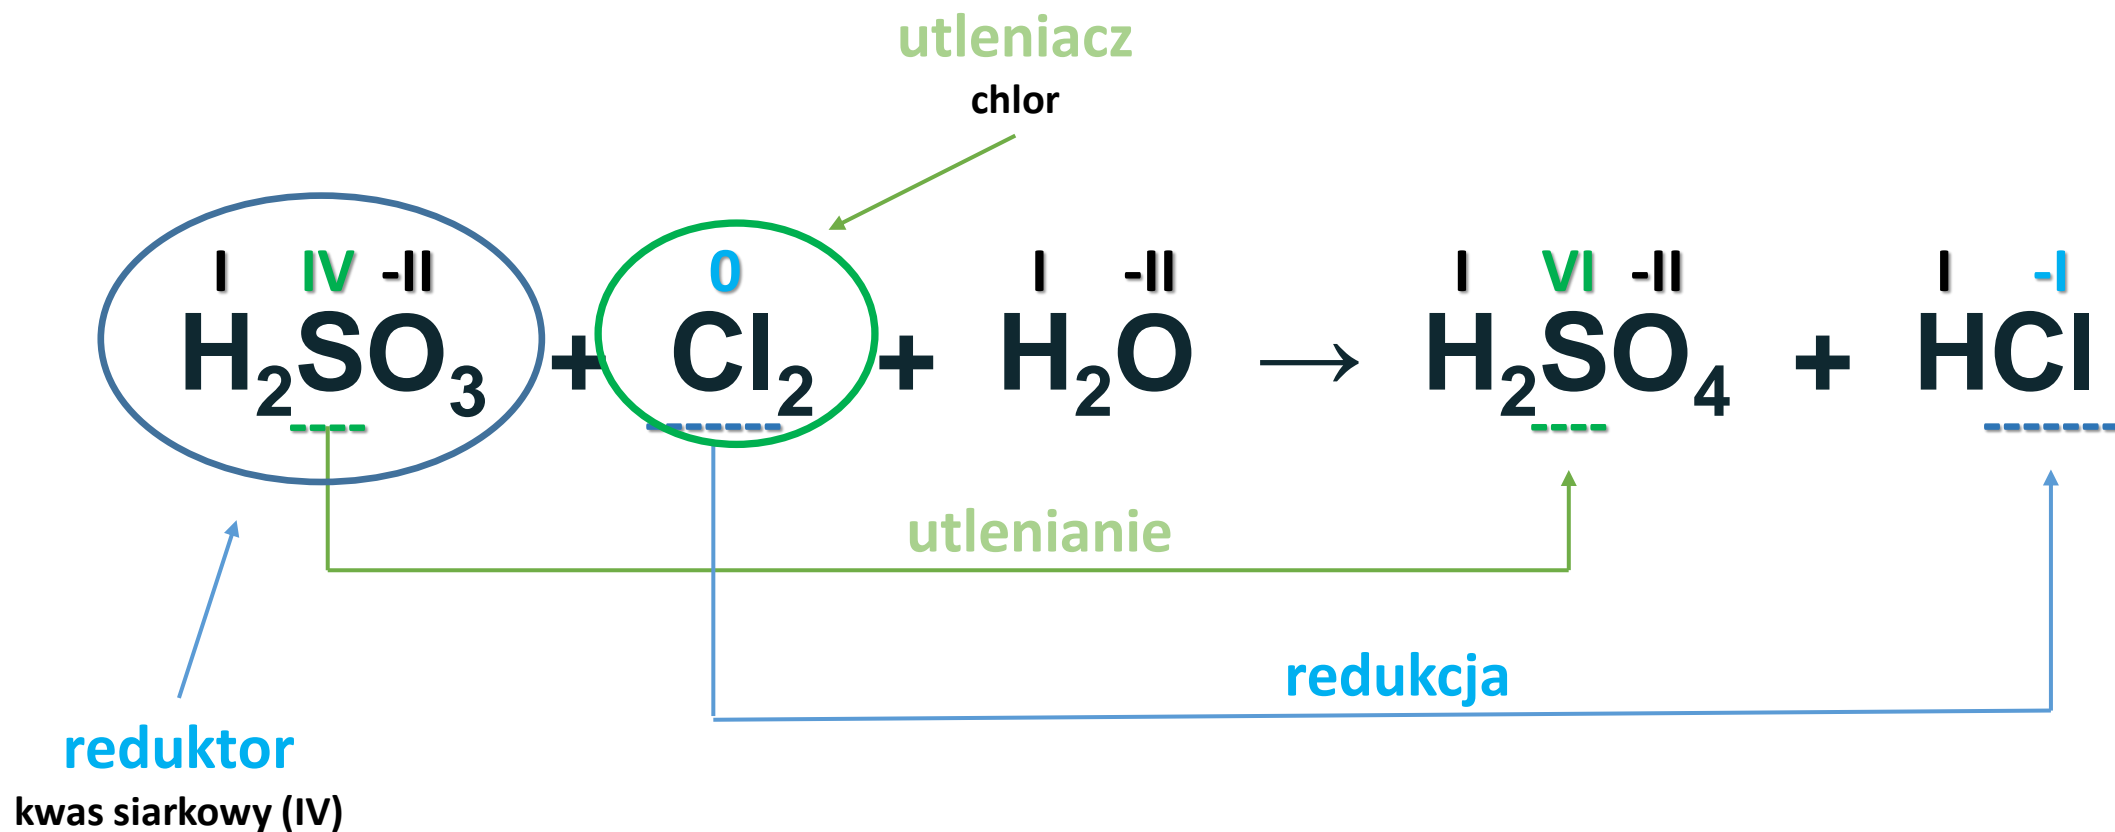 utleniacz
chlor
I IV -II 0 I -II I VI -II I -I
H₂SO₃ + Cl₂ + H₂O → H₂SO₄ + HCl
utlenianie
redukcja
reduktor
kwas siarkowy (IV)